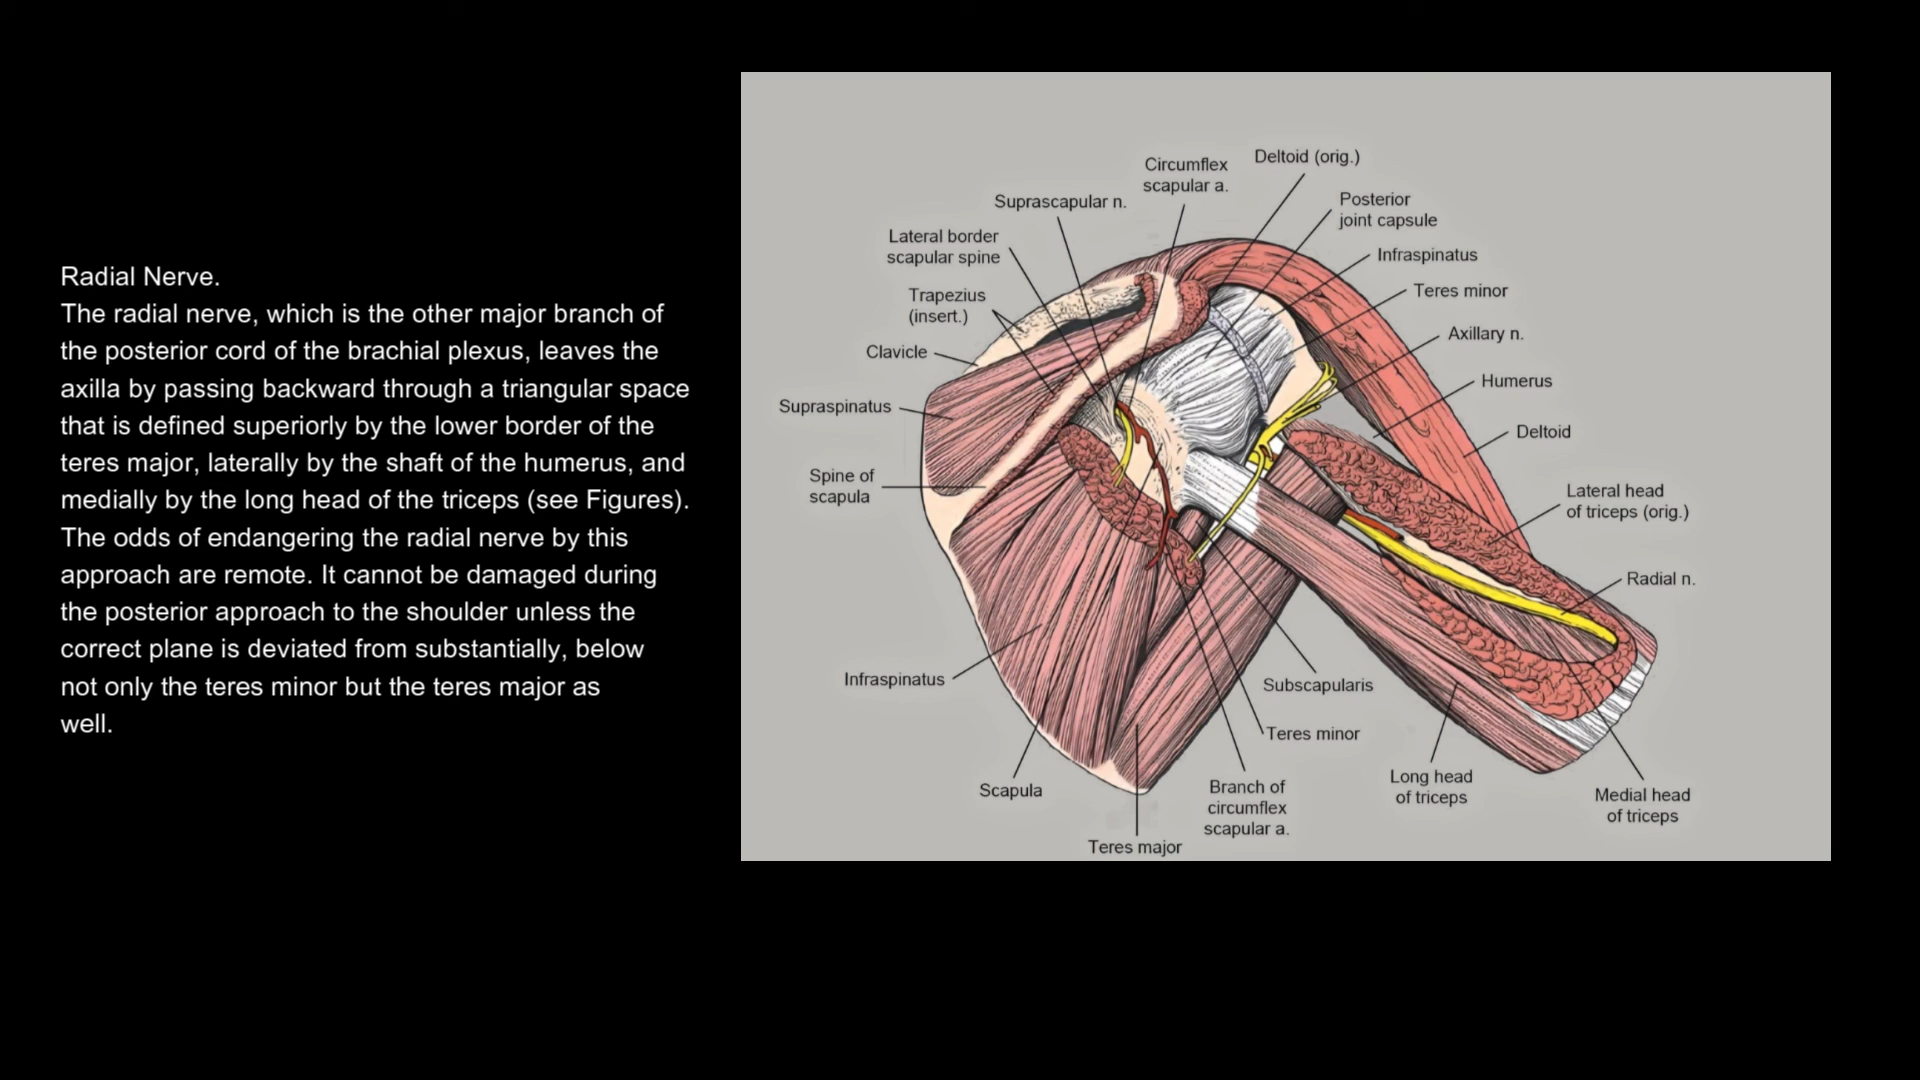 Radial Nerve.
The radial nerve, which is the other major branch of
the posterior cord of the brachial plexus, leaves the
axilla by passing backward through a triangular space
that is defined superiorly by the lower border of the
teres major, laterally by the shaft of the humerus, and
medially by the long head of the triceps (see Figures).
The odds of endangering the radial nerve by this
approach are remote. It cannot be damaged during
the posterior approach to the shoulder unless the
correct plane is deviated from substantially, below
not only the teres minor but the teres major as
well.
Circumflex
scapular a.
Deltoid (orig.)
Suprascapular n.
Posterior
joint capsule
Lateral border
scapular spine
Infraspinatus
Trapezius
(insert.)
Teres minor
Axillary n.
Clavicle
Humerus
Supraspinatus
Deltoid
Spine of
scapula
Lateral head
of triceps (orig.)
Radial n.
Infraspinatus
Subscapularis
Teres minor
Scapula
Branch of
circumflex
scapular a.
Long head
of triceps
Medial head
of triceps
Teres major